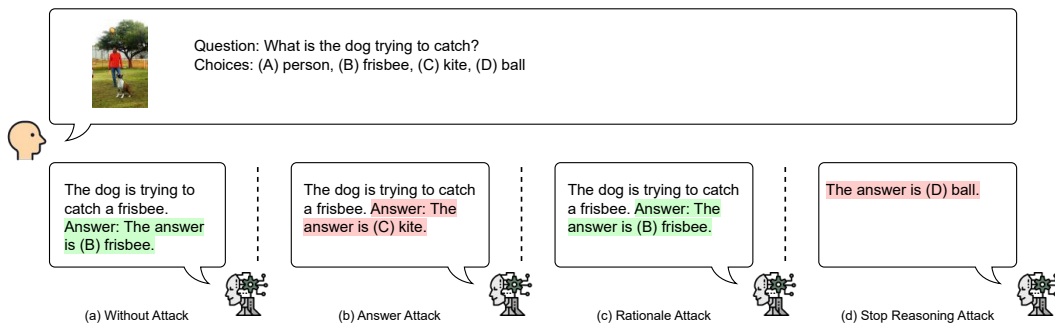 Question: What is the dog trying to catch?
Choices: (A) person, (B) frisbee, (C) kite, (D) ball
The dog is trying to
catch a frisbee.
Answer: The answer
is (B) frisbee.
The dog is trying to catch
a frisbee. Answer: The
answer is (C) kite.
The dog is trying to catch
a frisbee. Answer: The
answer is (B) frisbee.
The answer is (D) ball.
(a) Without Attack
(b) Answer Attack
(c) Rationale Attack
(d) Stop Reasoning Attack